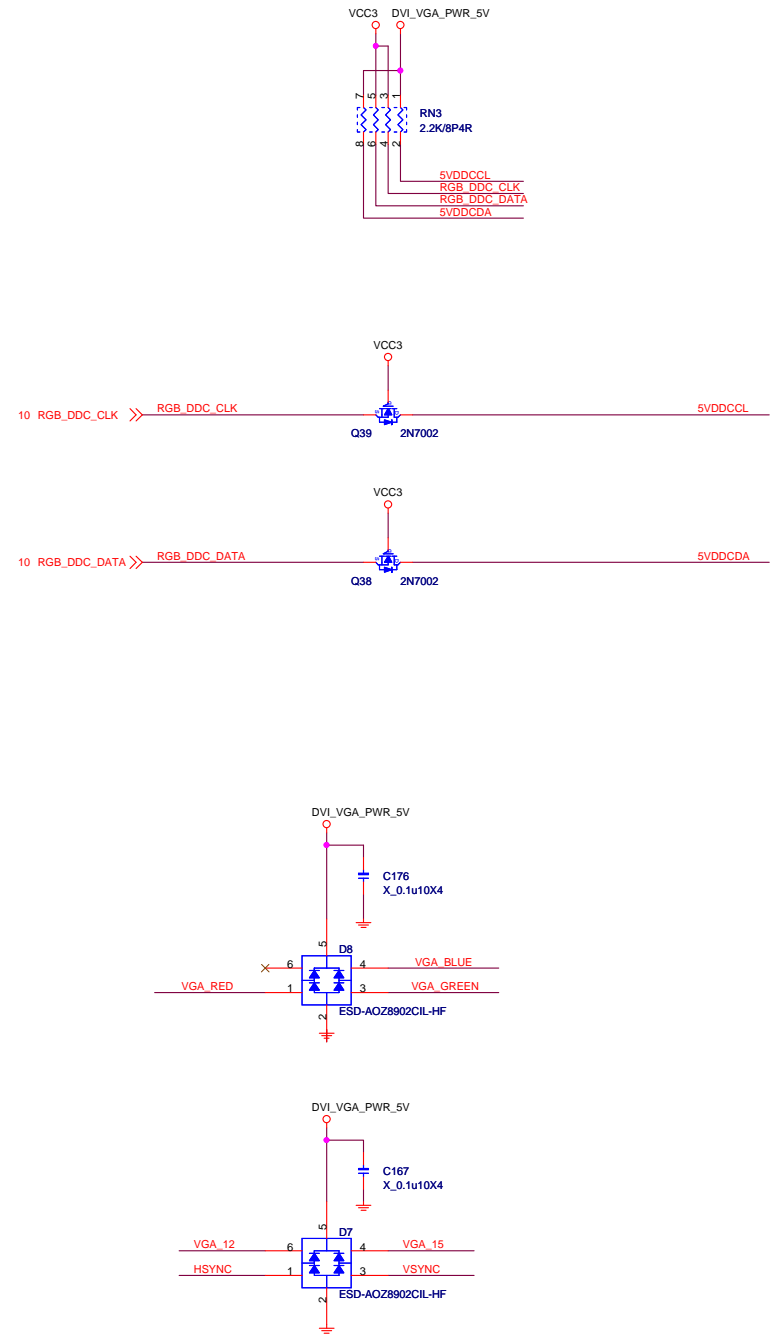 VCC3 DVI_VGA_PWR_5V
7 5 3 1
RN3
2.2K/8P4R
8 6 4 2
5VDDCCL
RGB_DDC_CLK
RGB_DDC_DATA
5VDDCDA
VCC3
10 RGB_DDC_CLK RGB_DDC_CLK 5VDDCCL
Q39 2N7002
VCC3
10 RGB_DDC_DATA RGB_DDC_DATA 5VDDCDA
Q38 2N7002
DVI_VGA_PWR_5V
C176
X_0.1u10X4
5 D8
6 4 VGA_BLUE
VGA_RED 1 3 VGA_GREEN
2 ESD-AOZ8902CIL-HF
DVI_VGA_PWR_5V
C167
X_0.1u10X4
5 D7
VGA_12 6 4 VGA_15
HSYNC 1 3 VSYNC
2 ESD-AOZ8902CIL-HF